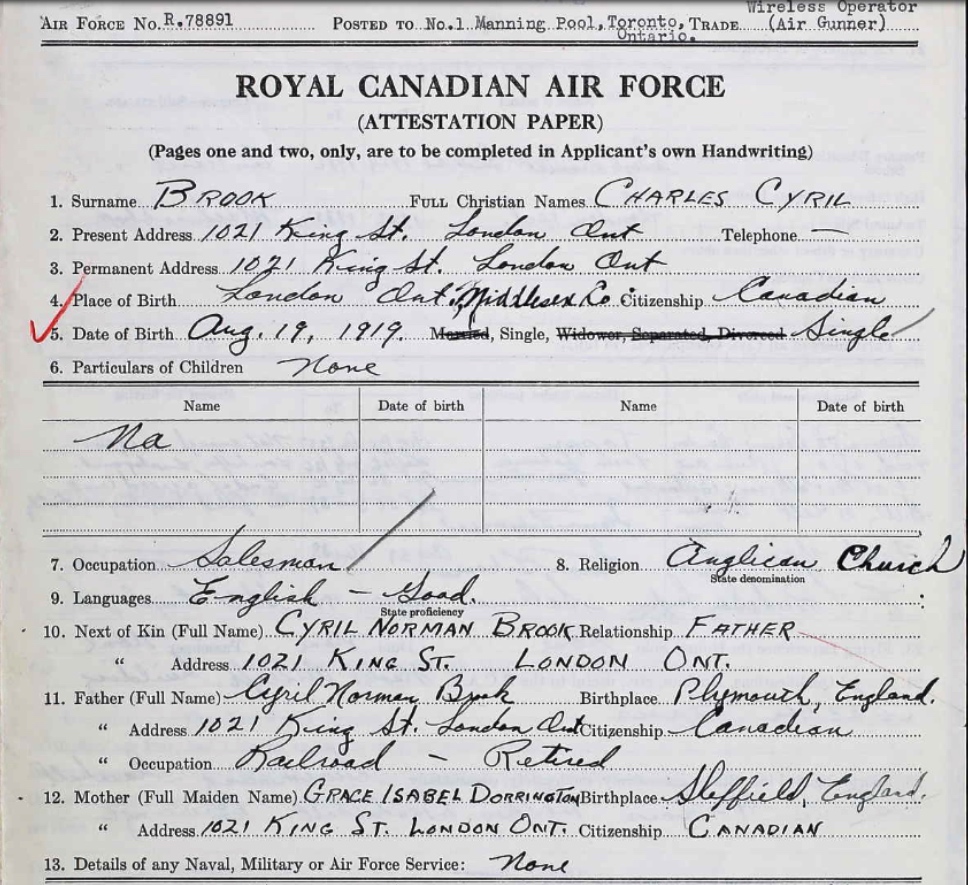 Wireless Operator
AIR FORCE NO. R.78891 POSTED TO No.1 Manning Pool, Toronto, TRADE (Air Gunner)
Ontario.
ROYAL CANADIAN AIR FORCE
(ATTESTATION PAPER)
(Pages one and two, only, are to be completed in Applicant's own Handwriting)
1. Surname BROOK FULL Christian Names CHARLES CYRIL
2. Present Address 1021 King St. London Ont Telephone —
3. Permanent Address 1021 King St. London Ont
4. Place of Birth London Ont. Middlesex Co. Citizenship Canadian
5. Date of Birth Aug. 19, 1919. Married, Single, Widower, Separated, Divorced Single
6. Particulars of Children None
Name Date of birth Name Date of birth
Na
7. Occupation Salesman 8. Religion Anglican Church
State denomination
9. Languages English — Good.
State proficiency
10. Next of Kin (Full Name) CYRIL NORMAN BROOK Relationship FATHER
" Address 1021 KING ST. LONDON ONT.
11. Father (Full Name) Cyril Norman Brook Birthplace Plymouth, England.
" Address 1021 King St. London Ont Citizenship Canadian
" Occupation Railroad — Retired
12. Mother (Full Maiden Name) GRACE ISABEL DORRINGTON Birthplace Sheffield, England.
" Address 1021 KING ST. LONDON ONT. Citizenship CANADIAN
13. Details of any Naval, Military or Air Force Service: None